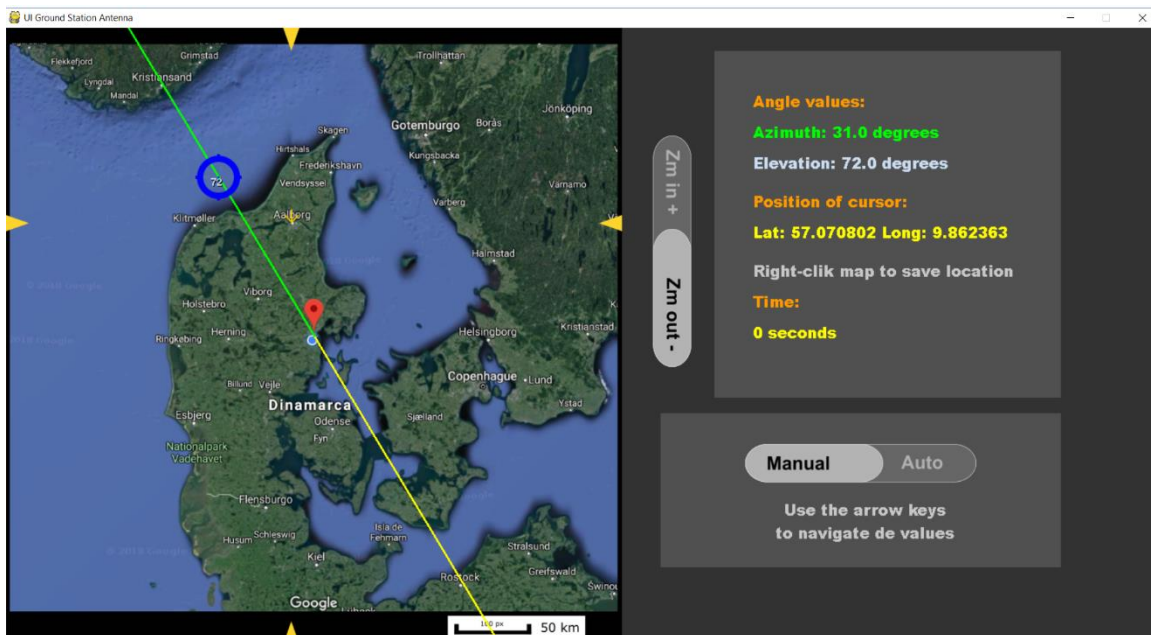 UI Ground Station Antenna
Flekkefjord
Grimstad
Lyngdal
Kristiansand
Mandal
Trollhättan
Jönköping
Gotemburgo
Borås
Skagen
Hirtshals
Frederikshavn
Kungsbacka
Vendsyssel
Värnamo
72
Varberg
Klitmøller
Aalborg
Halmstad
© 2018 Google
Viborg
Holstebro
Herning
Ringkøbing
Helsingborg
Kristianstad
Billund
Vejle
Copenhague
Lund
Dinamarca
Esbjerg
Odense
Sjælland
Ystad
Fyn
Nationalpark
Vadehavet
Flensburgo
Husum
Schleswig
Isla de
Fehmarn
Kiel
Stralsund
Rostock
Greifswald
Google
100 px
50 km
Zm in +
Zm out -
Angle values:
Azimuth: 31.0 degrees
Elevation: 72.0 degrees
Position of cursor:
Lat: 57.070802 Long: 9.862363
Right-clik map to save location
Time:
0 seconds
Manual
Auto
Use the arrow keys
to navigate de values